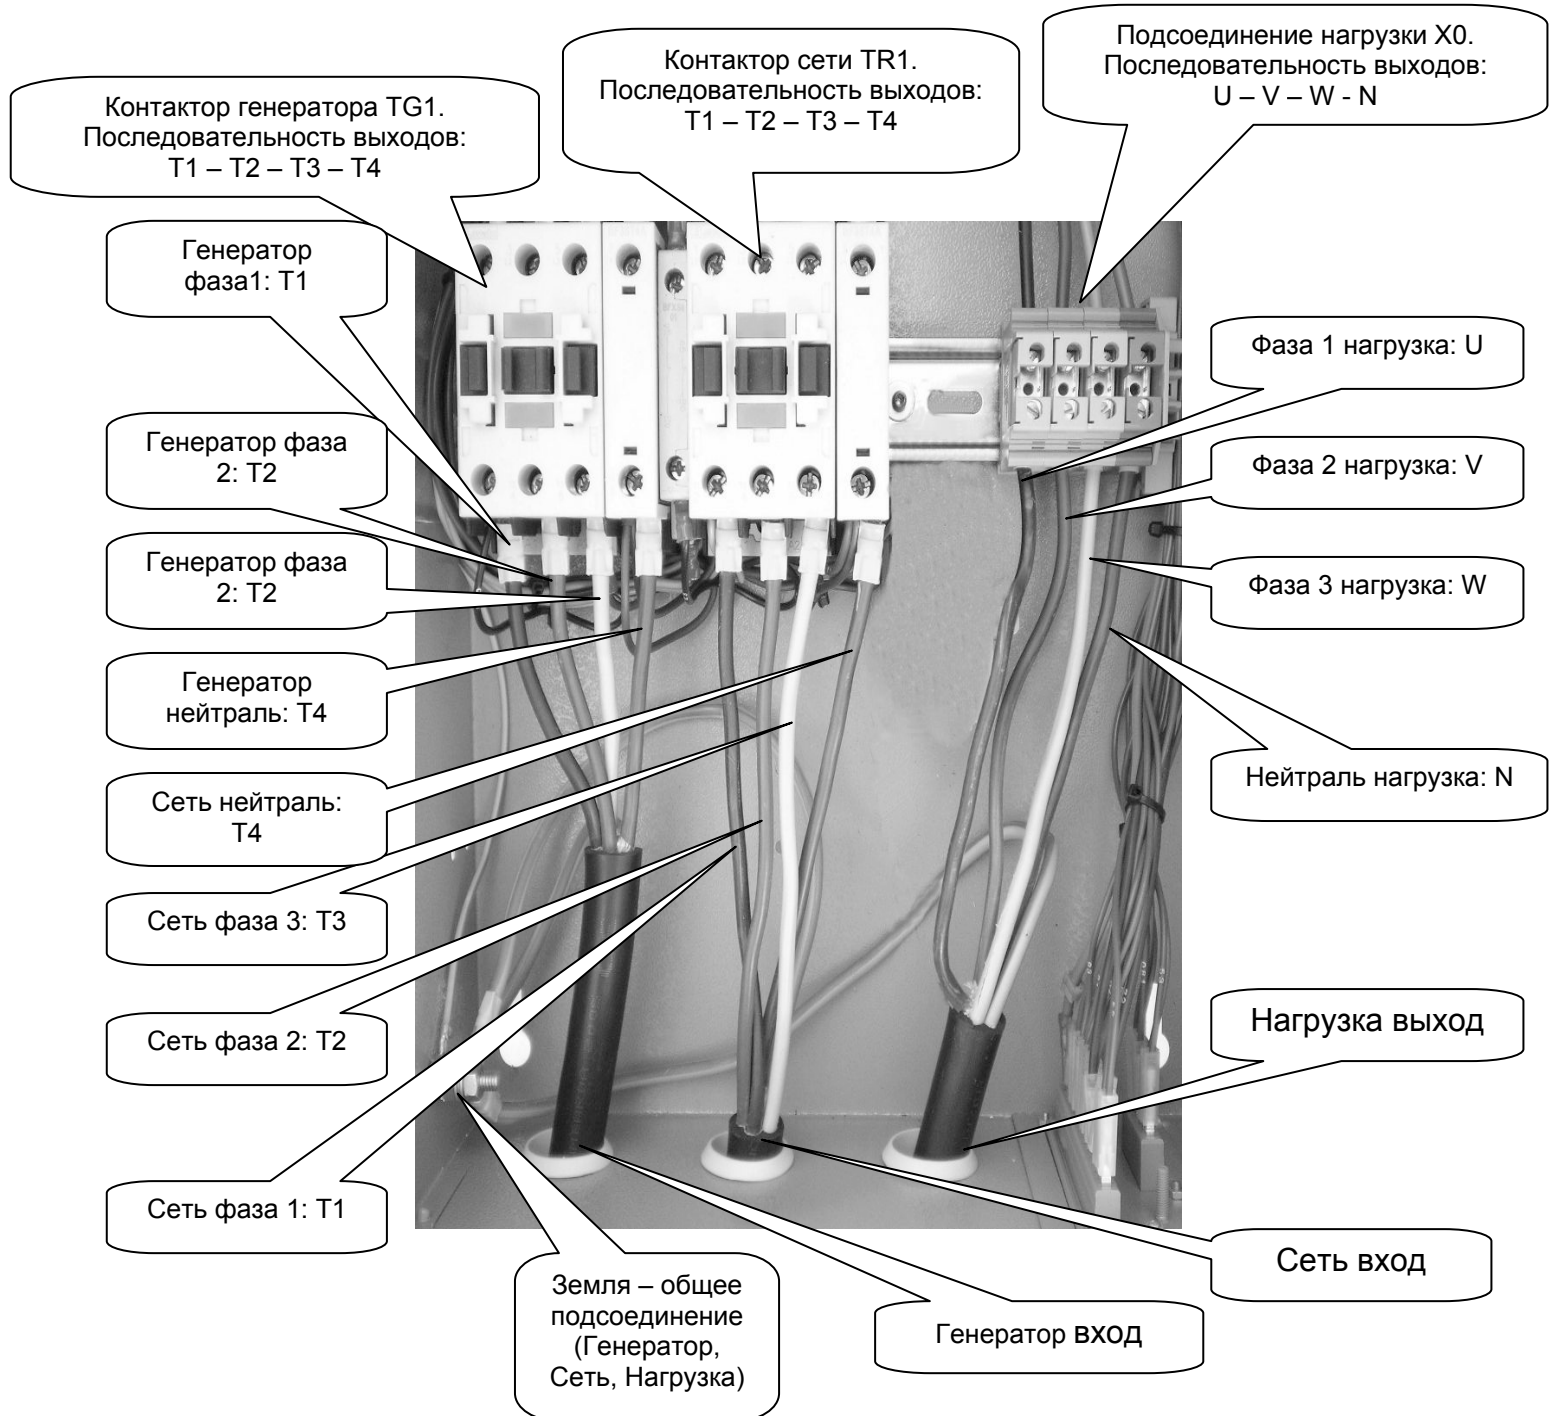 Контактор генератора TG1.
Последовательность выходов:
T1 – T2 – T3 – T4
Контактор сети TR1.
Последовательность выходов:
T1 – T2 – T3 – T4
Подсоединение нагрузки X0.
Последовательность выходов:
U – V – W - N
Генератор
фаза1: T1
Генератор фаза
2: T2
Генератор фаза
2: T2
Генератор
нейтраль: T4
Сеть нейтраль:
T4
Сеть фаза 3: T3
Сеть фаза 2: T2
Сеть фаза 1: T1
Фаза 1 нагрузка: U
Фаза 2 нагрузка: V
Фаза 3 нагрузка: W
Нейтраль нагрузка: N
Нагрузка выход
Сеть вход
Генератор вход
Земля – общее
подсоединение
(Генератор,
Сеть, Нагрузка)